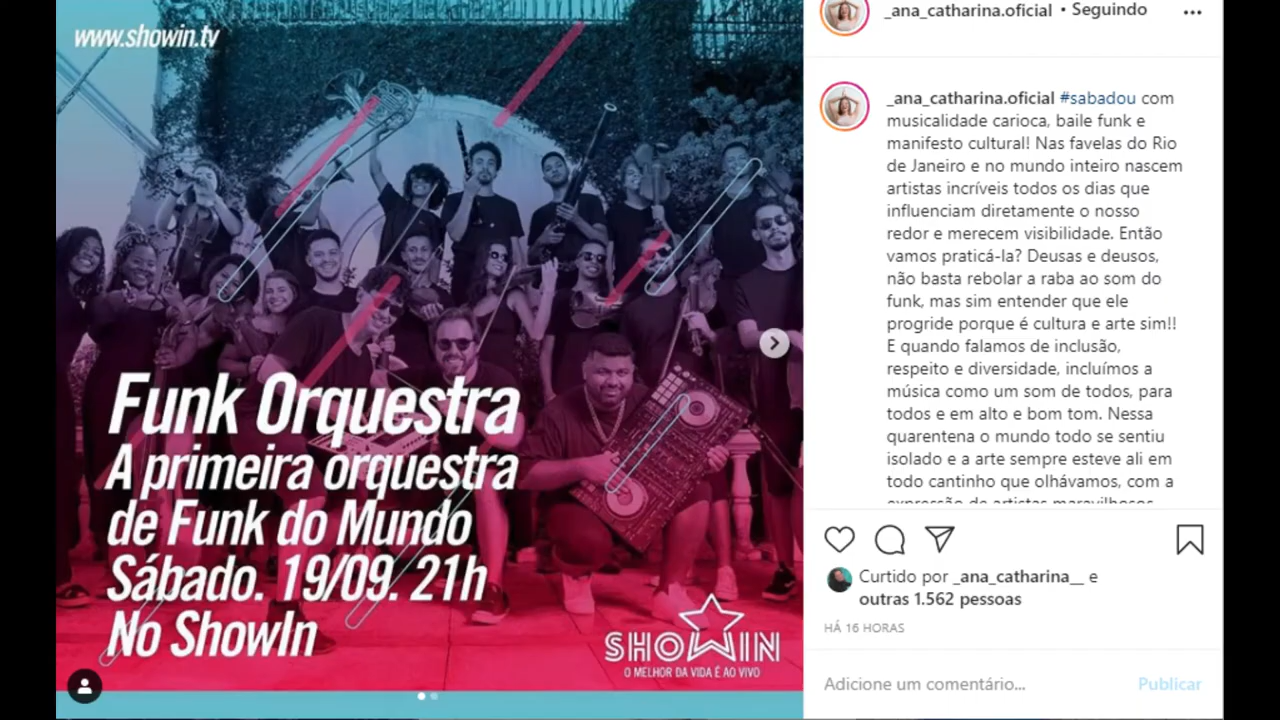 www.showin.tv
Funk Orquestra
A primeira orquestra
de Funk do Mundo
Sábado. 19/09. 21h
No ShowIn
SHOWIN
O MELHOR DA VIDA É AO VIVO
_ana_catharina.oficial • Seguindo
_ana_catharina.oficial #sabadou com
musicalidade carioca, baile funk e
manifesto cultural! Nas favelas do Rio
de Janeiro e no mundo inteiro nascem
artistas incríveis todos os dias que
influenciam diretamente o nosso
redor e merecem visibilidade. Então
vamos praticá-la? Deusas e deusos,
não basta rebolar a raba ao som do
funk, mas sim entender que ele
progride porque é cultura e arte sim!!
E quando falamos de inclusão,
respeito e diversidade, incluímos a
música como um som de todos, para
todos e em alto e bom tom. Nessa
quarentena o mundo todo se sentiu
isolado e a arte sempre esteve ali em
todo cantinho que olhávamos, com a
expressão de artistas maravilhosos
Curtido por _ana_catharina__ e
outras 1.562 pessoas
HÁ 16 HORAS
Adicione um comentário...
Publicar